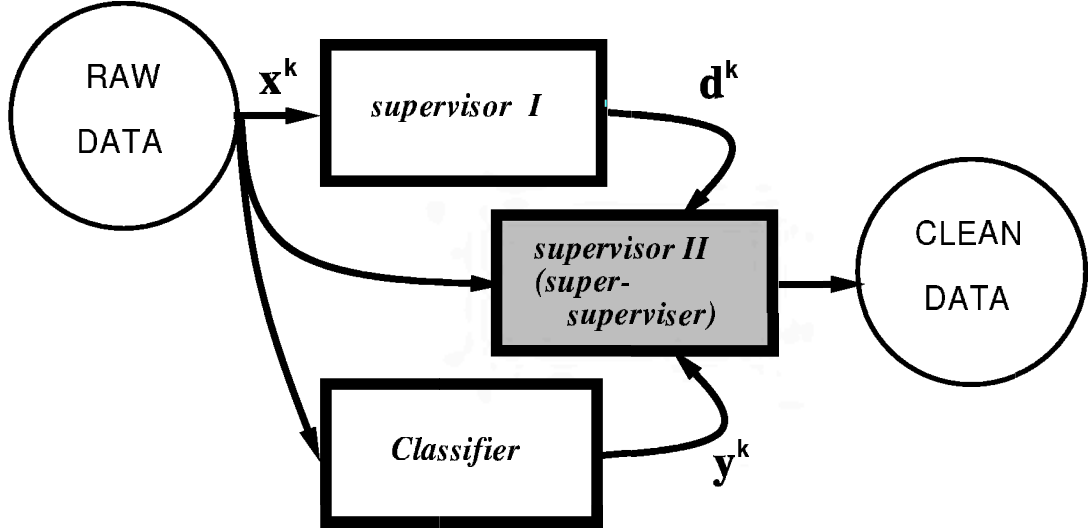 RAW
DATA
x^k
supervisor I
d^k
supervisor II
(super-
superviser)
CLEAN
DATA
Classifier
y^k